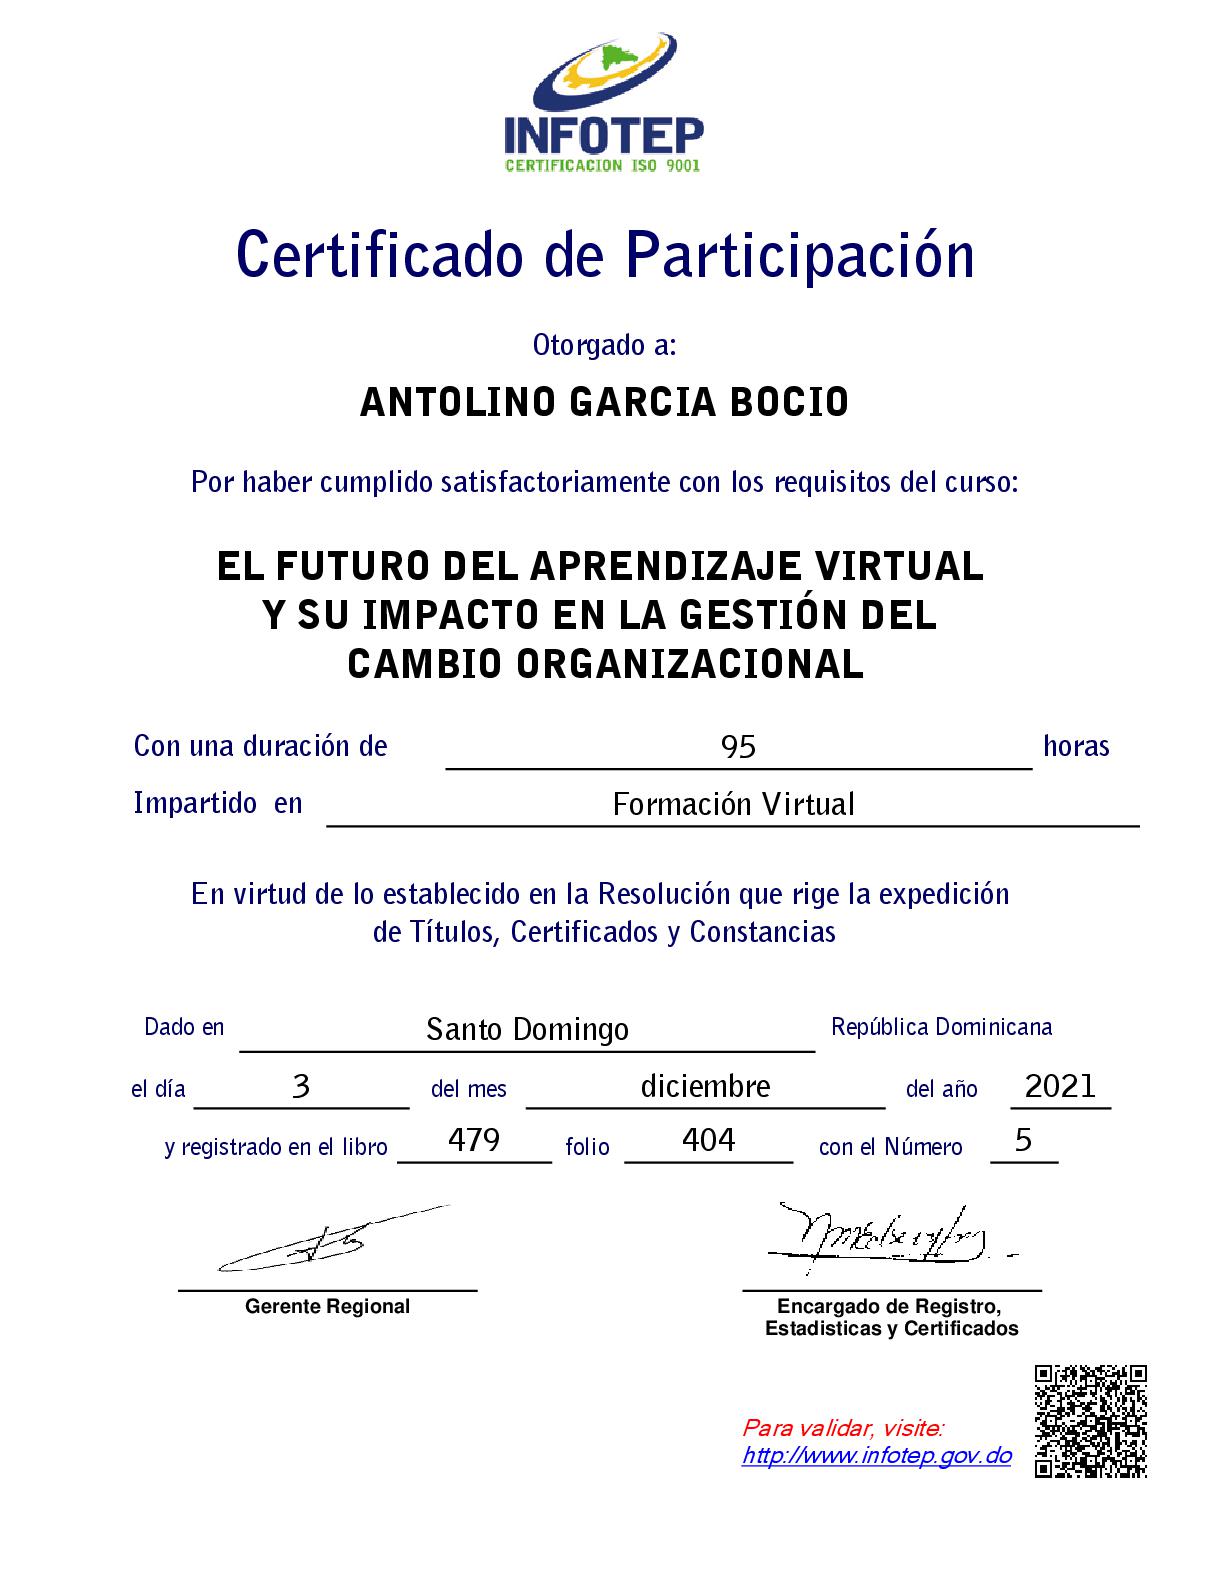 INFOTEP
CERTIFICACION ISO 9001
Certificado de Participación
Otorgado a:
ANTOLINO GARCIA BOCIO
Por haber cumplido satisfactoriamente con los requisitos del curso:
EL FUTURO DEL APRENDIZAJE VIRTUAL
Y SU IMPACTO EN LA GESTIÓN DEL
CAMBIO ORGANIZACIONAL
Con una duración de 95 horas
Impartido en Formación Virtual
En virtud de lo establecido en la Resolución que rige la expedición
de Títulos, Certificados y Constancias
Dado en Santo Domingo República Dominicana
el día 3 del mes diciembre del año 2021
y registrado en el libro 479 folio 404 con el Número 5
Gerente Regional
Encargado de Registro,
Estadisticas y Certificados
Para validar, visite:
http://www.infotep.gov.do